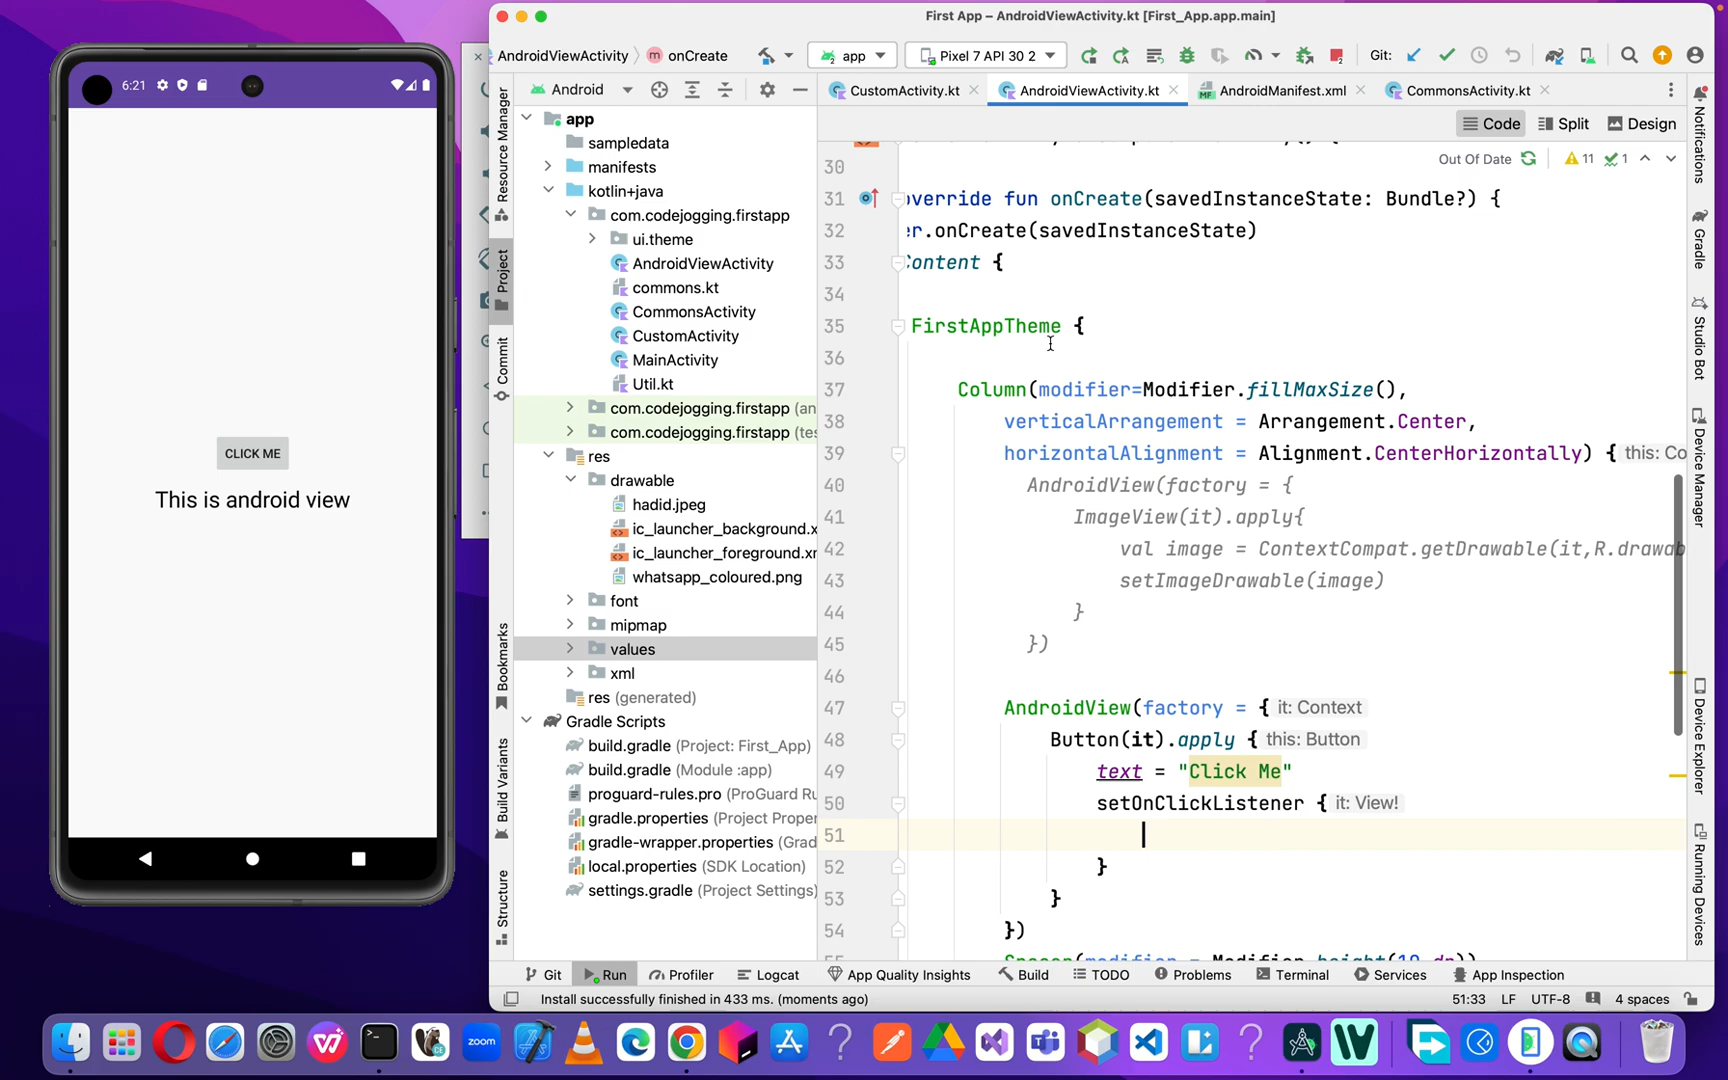 First App – AndroidViewActivity.kt [First_App.app.main]
AndroidViewActivity
onCreate
app
Pixel 7 API 30 2
Git:
Android
CustomActivity.kt
AndroidViewActivity.kt
AndroidManifest.xml
CommonsActivity.kt
Code
Split
Design
Out Of Date
11
1
6:21
CLICK ME
This is android view
Resource Manager
Project
Commit
Bookmarks
Build Variants
Structure
app
sampledata
manifests
kotlin+java
com.codejogging.firstapp
ui.theme
AndroidViewActivity
commons.kt
CommonsActivity
CustomActivity
MainActivity
Util.kt
com.codejogging.firstapp (an
com.codejogging.firstapp (tes
res
drawable
hadid.jpeg
ic_launcher_background.x
ic_launcher_foreground.xr
whatsapp_coloured.png
font
mipmap
values
xml
res (generated)
Gradle Scripts
build.gradle (Project: First_App)
build.gradle (Module :app)
proguard-rules.pro (ProGuard Ru
gradle.properties (Project Proper
gradle-wrapper.properties (Grad
local.properties (SDK Location)
settings.gradle (Project Settings)
30
31 override fun onCreate(savedInstanceState: Bundle?) {
32 er.onCreate(savedInstanceState)
33 Content {
34
35 FirstAppTheme {
36
37 Column(modifier=Modifier.fillMaxSize(),
38 verticalArrangement = Arrangement.Center,
39 horizontalAlignment = Alignment.CenterHorizontally) { this: Co
40 AndroidView(factory = {
41 ImageView(it).apply{
42 val image = ContextCompat.getDrawable(it,R.drawab
43 setImageDrawable(image)
44 }
45 })
46
47 AndroidView(factory = { it: Context
48 Button(it).apply { this: Button
49 text = "Click Me"
50 setOnClickListener { it: View!
51
52 }
53 }
54 })
55 Spacer(modifier = Modifier.height(10.dp))
Notifications
Gradle
Studio Bot
Device Manager
Device Explorer
Running Devices
Git
Run
Profiler
Logcat
App Quality Insights
Build
TODO
Problems
Terminal
Services
App Inspection
Install successfully finished in 433 ms. (moments ago)
51:33
LF
UTF-8
4 spaces
zoom